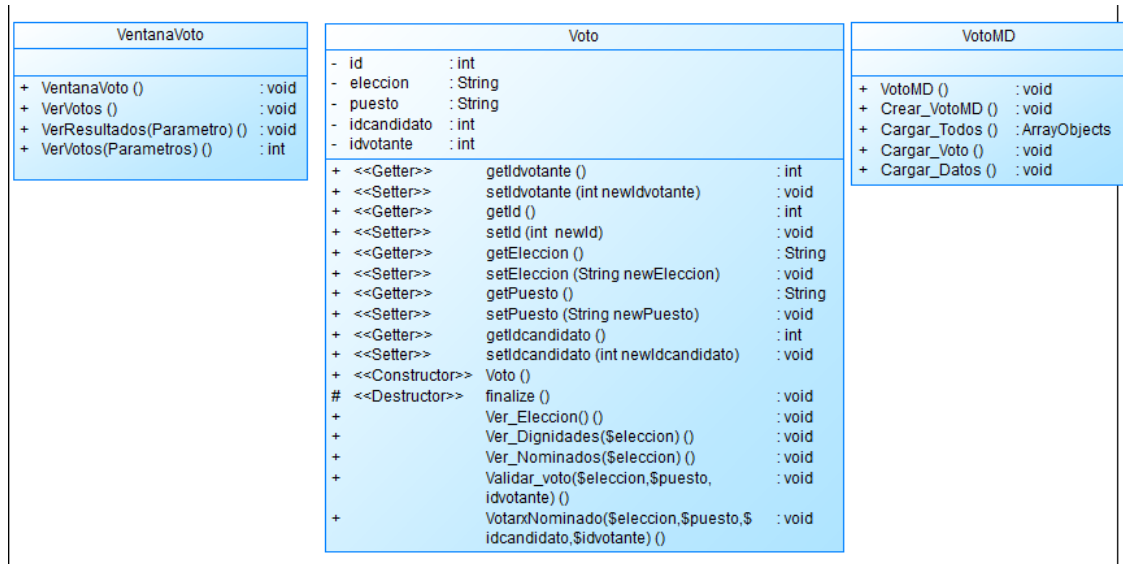 VentanaVoto
+ VentanaVoto () : void
+ VerVotos () : void
+ VerResultados(Parametro) () : void
+ VerVotos(Parametros) () : int
Voto
- id : int
- eleccion : String
- puesto : String
- idcandidato : int
- idvotante : int
+ <<Getter>> getIdvotante () : int
+ <<Setter>> setIdvotante (int newIdvotante) : void
+ <<Getter>> getId () : int
+ <<Setter>> setId (int newId) : void
+ <<Getter>> getEleccion () : String
+ <<Setter>> setEleccion (String newEleccion) : void
+ <<Getter>> getPuesto () : String
+ <<Setter>> setPuesto (String newPuesto) : void
+ <<Getter>> getIdcandidato () : int
+ <<Setter>> setIdcandidato (int newIdcandidato) : void
+ <<Constructor>> Voto ()
# <<Destructor>> finalize () : void
+ Ver_Eleccion() () : void
+ Ver_Dignidades($eleccion) () : void
+ Ver_Nominados($eleccion) () : void
+ Validar_voto($eleccion,$puesto, : void
idvotante) ()
+ VotarxNominado($eleccion,$puesto,$ : void
idcandidato,$idvotante) ()
VotoMD
+ VotoMD () : void
+ Crear_VotoMD () : void
+ Cargar_Todos () : ArrayObjects
+ Cargar_Voto () : void
+ Cargar_Datos () : void